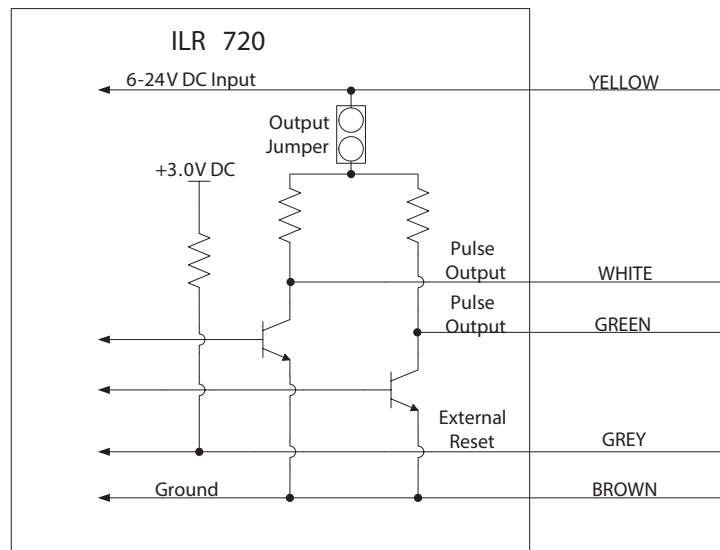 ILR 720
6-24V DC Input
YELLOW
Output
Jumper
+3.0V DC
Pulse
Output
WHITE
Pulse
Output
GREEN
External
Reset
GREY
Ground
BROWN